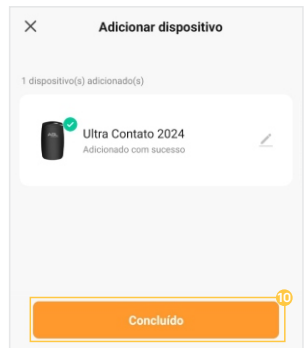 Adicionar dispositivo
1 dispositivo(s) adicionado(s)
Ultra Contato 2024
Adicionado com sucesso
10
Concluído